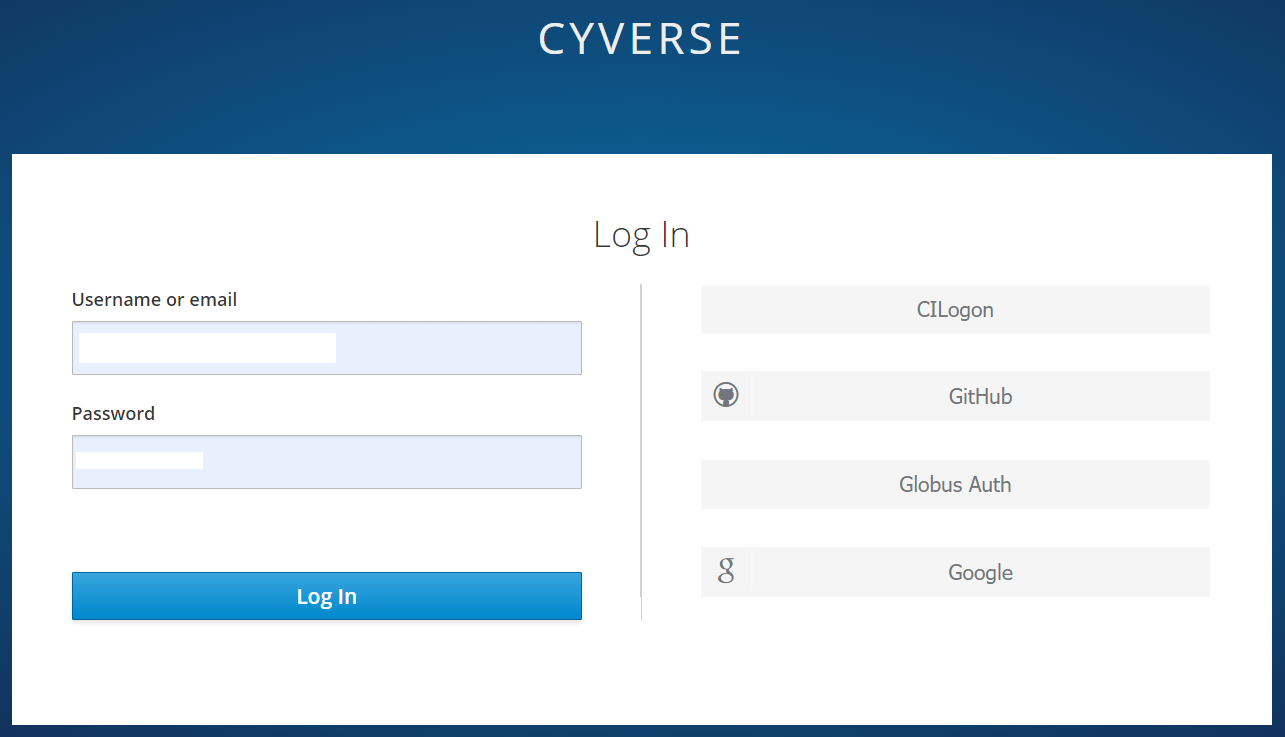 CYVERSE
Log In
Username or email
Password
Log In
CILogon
GitHub
Globus Auth
Google